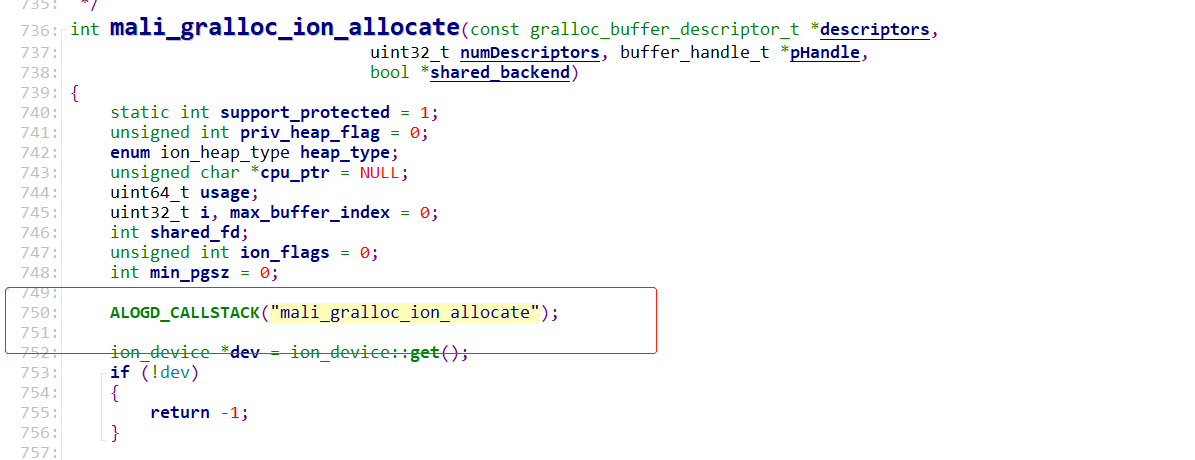 735: */
736: int mali_gralloc_ion_allocate(const gralloc_buffer_descriptor_t *descriptors,
737: uint32_t numDescriptors, buffer_handle_t *pHandle,
738: bool *shared_backend)
739: {
740: static int support_protected = 1;
741: unsigned int priv_heap_flag = 0;
742: enum ion_heap_type heap_type;
743: unsigned char *cpu_ptr = NULL;
744: uint64_t usage;
745: uint32_t i, max_buffer_index = 0;
746: int shared_fd;
747: unsigned int ion_flags = 0;
748: int min_pgsz = 0;
749:
750: ALOGD_CALLSTACK("mali_gralloc_ion_allocate");
751:
752: ion_device *dev = ion_device::get();
753: if (!dev)
754: {
755: return -1;
756: }
757: